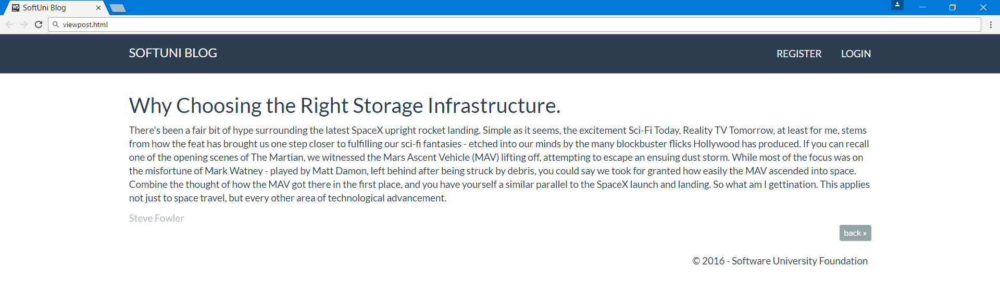 SoftUni Blog
viewpost.html
SOFTUNI BLOG
REGISTER LOGIN
Why Choosing the Right Storage Infrastructure.
There's been a fair bit of hype surrounding the latest SpaceX upright rocket landing. Simple as it seems, the excitement Sci-Fi Today, Reality TV Tomorrow, at least for me, stems
from how the feat has brought us one step closer to fulfilling our sci-fi fantasies - etched into our minds by the many blockbuster flicks Hollywood has produced. If you can recall
one of the opening scenes of The Martian, we witnessed the Mars Ascent Vehicle (MAV) lifting off, attempting to escape an ensuing dust storm. While most of the focus was on
the misfortune of Mark Watney - played by Matt Damon, left behind after being struck by debris, you could say we took for granted how easily the MAV ascended into space.
Combine the thought of how the MAV got there in the first place, and you have yourself a similar parallel to the SpaceX launch and landing. So what am I gettination. This applies
not just to space travel, but every other area of technological advancement.
Steve Fowler
back »
© 2016 - Software University Foundation